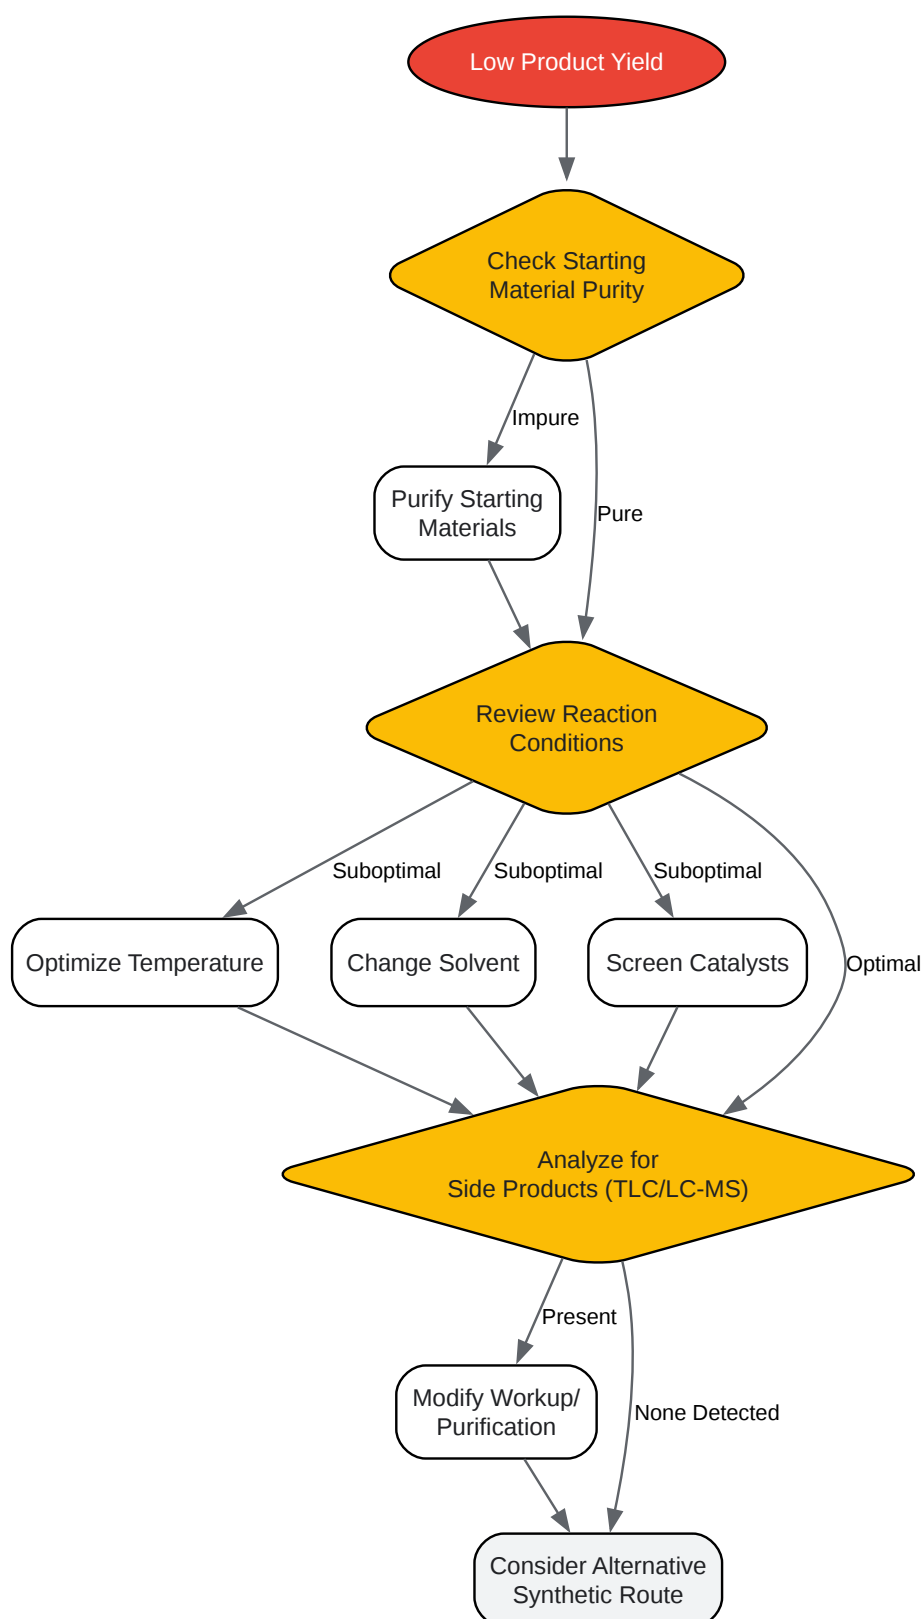 Low Product Yield
Check Starting
Material Purity
Impure
Purify Starting
Materials
Pure
Review Reaction
Conditions
Suboptimal
Suboptimal
Suboptimal
Optimize Temperature
Change Solvent
Screen Catalysts
Optimal
Analyze for
Side Products (TLC/LC-MS)
Present
Modify Workup/
Purification
None Detected
Consider Alternative
Synthetic Route